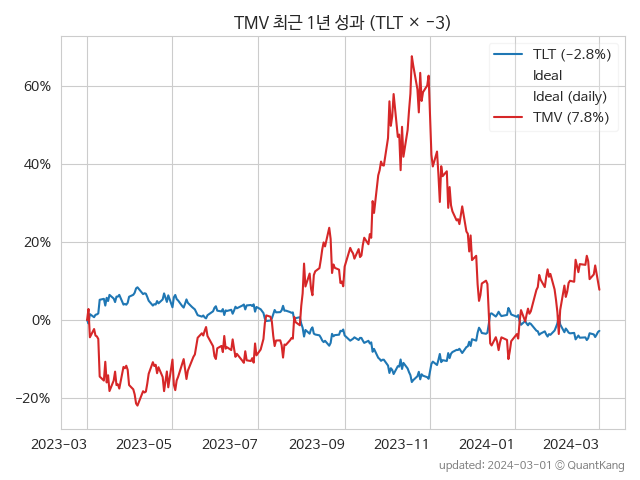 TMV 최근 1년 성과 (TLT × −3)
TLT (−2.8%)
Ideal
Ideal (daily)
TMV (7.8%)
60%
40%
20%
0%
−20%
2023−03
2023−05
2023−07
2023−09
2023−11
2024−01
2024−03
updated: 2024−03−01 © QuantKang